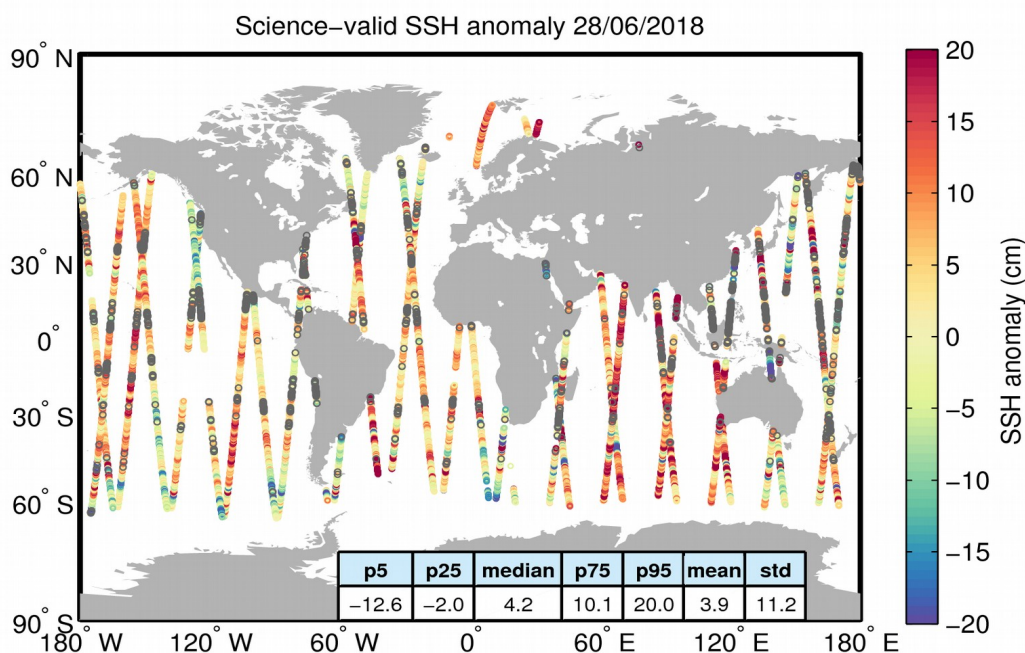 Science−valid SSH anomaly 28/06/2018
90° N
60° N
30° N
0°
30° S
60° S
90° S
180° W
120° W
60° W
0°
60° E
120° E
180° E
p5 p25 median p75 p95 mean std
−12.6 −2.0 4.2 10.1 20.0 3.9 11.2
20
15
10
5
0
−5
−10
−15
−20
SSH anomaly (cm)